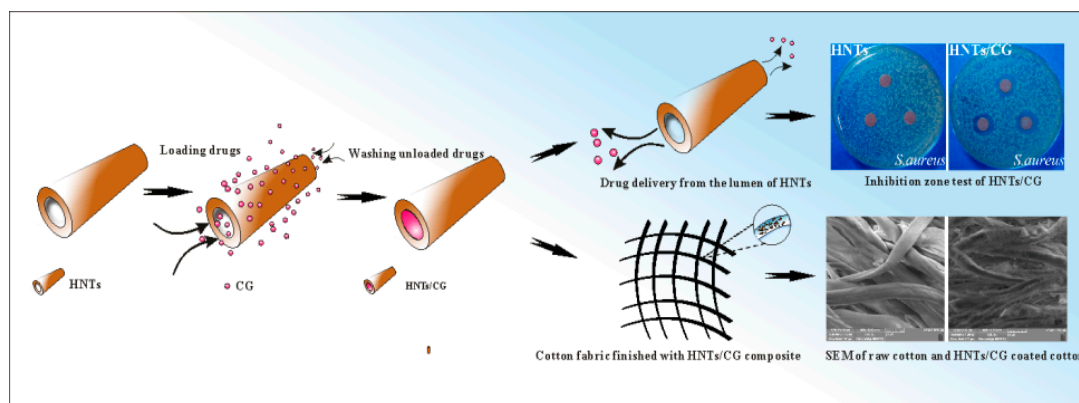 HNTs
HNTs/CG
Loading drugs
Washing unloaded drugs
S.aureus
S.aureus
Drug delivery from the lumen of HNTs
Inhibition zone test of HNTs/CG
HNTs
CG
HNTs/CG
Cotton fabric finished with HNTs/CG composite
SEM of raw cotton and HNTs/CG coated cotton